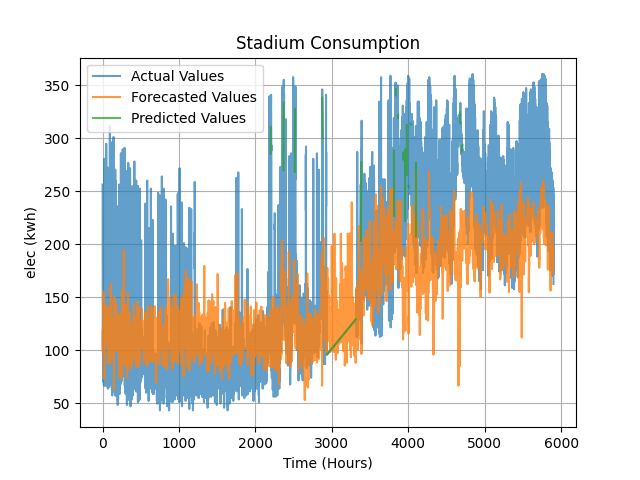 Stadium Consumption
Actual Values
Forecasted Values
Predicted Values
350
300
250
200
150
100
50
elec (kwh)
0 1000 2000 3000 4000 5000 6000
Time (Hours)